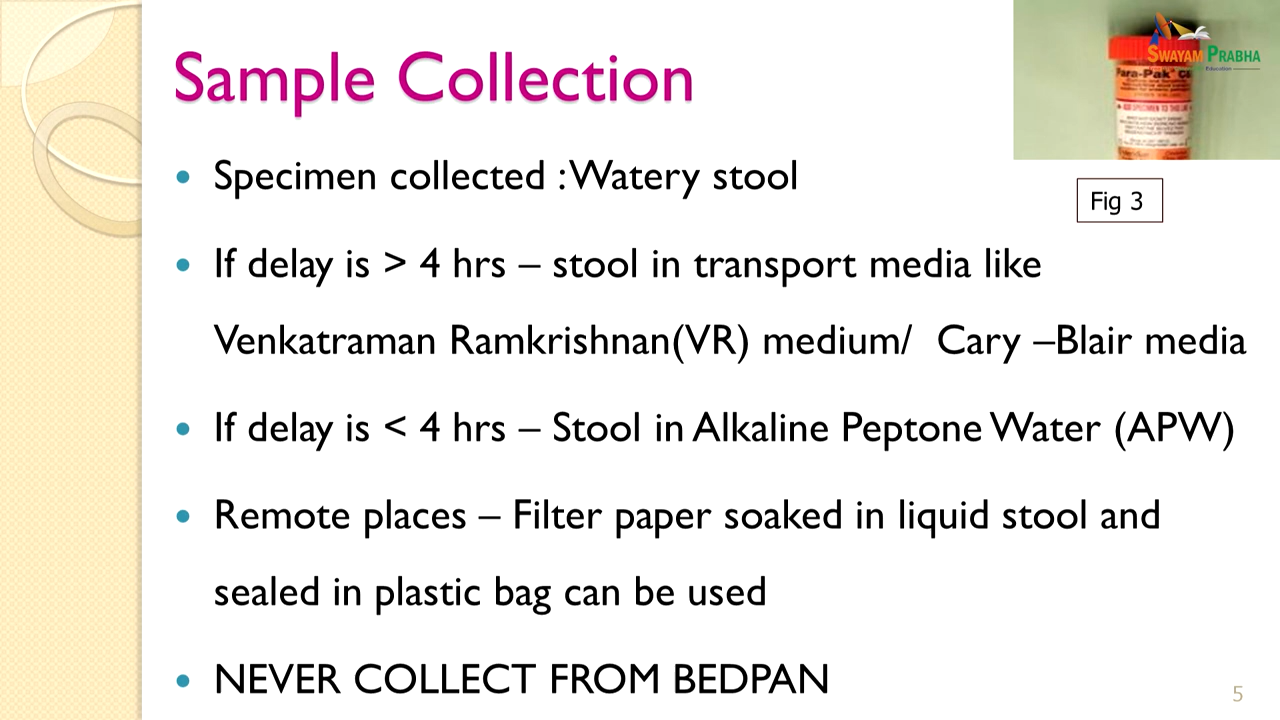 Sample Collection
SWAYAM PRABHA
Education
Para-Pak
Fig 3
• Specimen collected : Watery stool
• If delay is > 4 hrs – stool in transport media like
Venkatraman Ramkrishnan(VR) medium/ Cary –Blair media
• If delay is < 4 hrs – Stool in Alkaline Peptone Water (APW)
• Remote places – Filter paper soaked in liquid stool and
sealed in plastic bag can be used
• NEVER COLLECT FROM BEDPAN
5